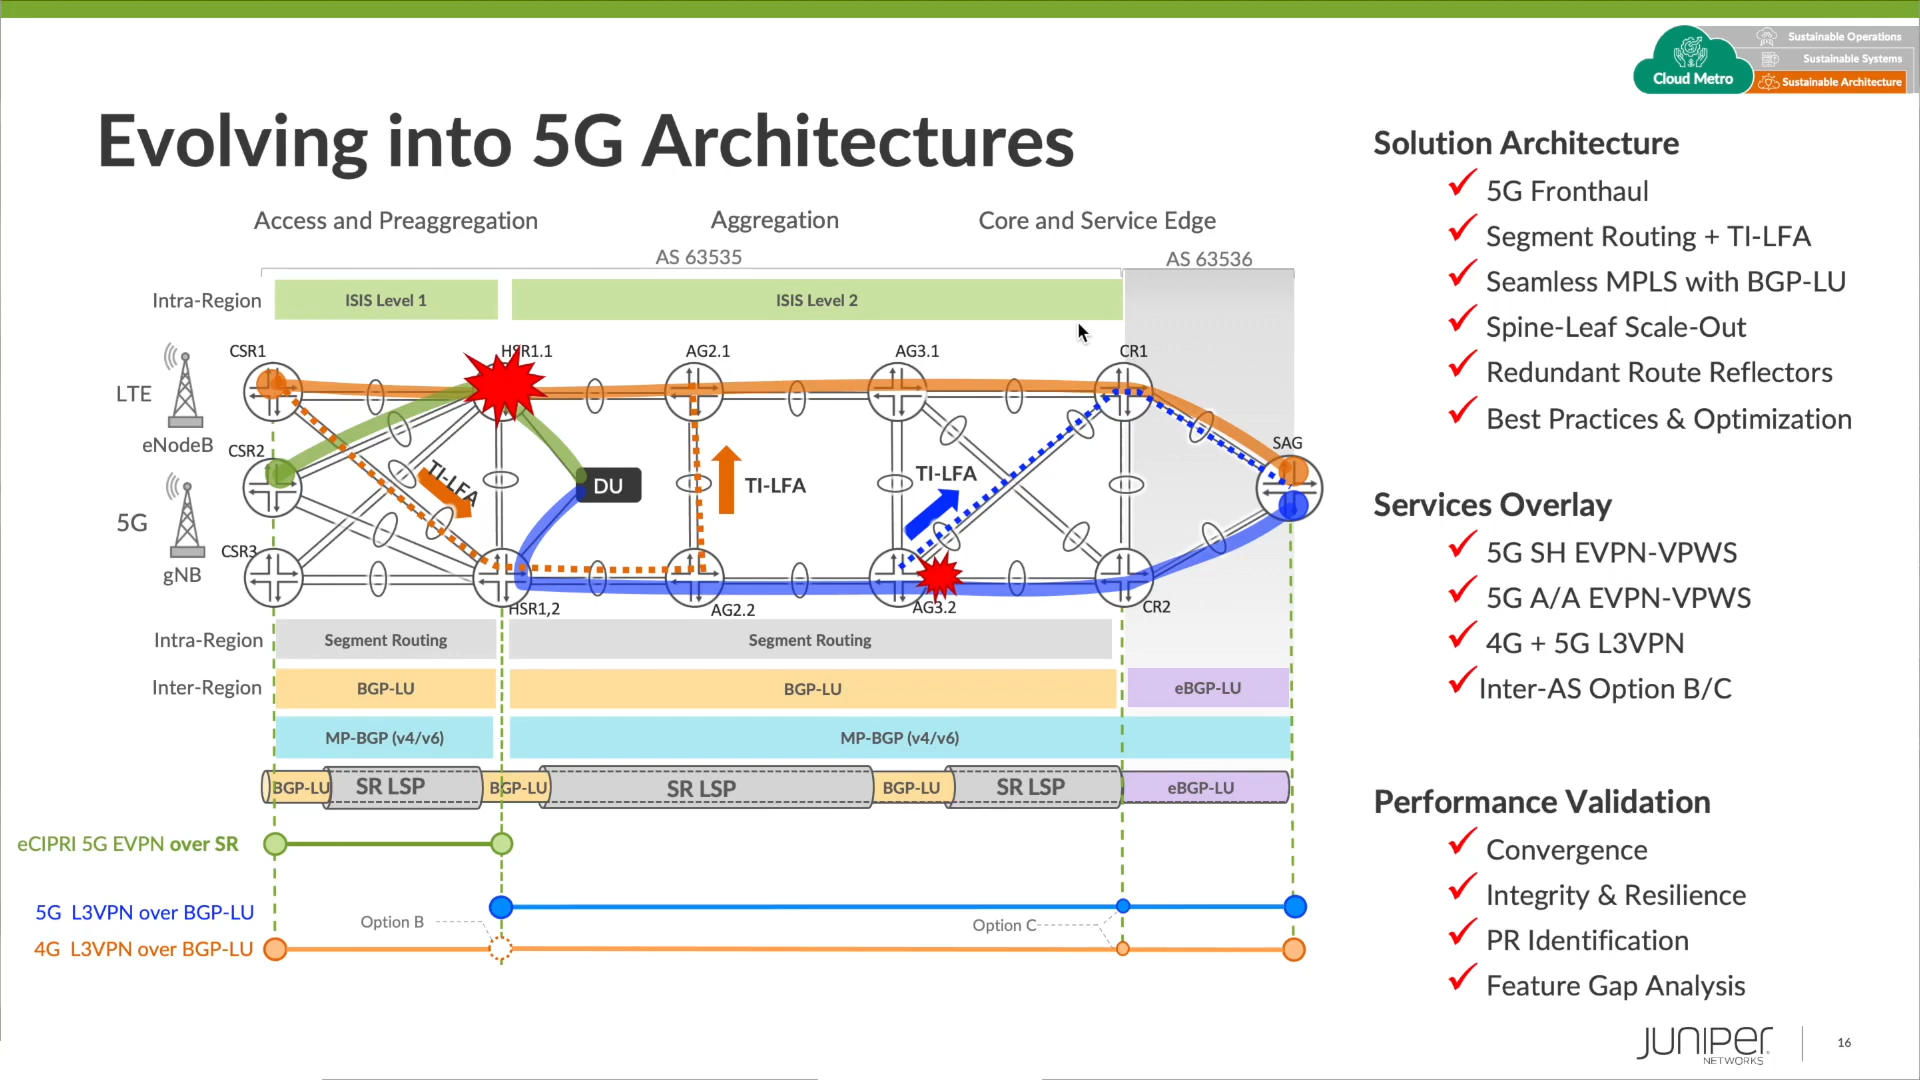 Sustainable Operations
Sustainable Systems
Cloud Metro
Sustainable Architecture
Evolving into 5G Architectures
Access and Preaggregation
Aggregation
Core and Service Edge
AS 63535
AS 63536
Intra-Region
ISIS Level 1
ISIS Level 2
CSR1
HSR1.1
AG2.1
AG3.1
CR1
LTE
eNodeB
CSR2
SAG
TI-LFA
DU
TI-LFA
TI-LFA
5G
gNB
CSR3
HSR1,2
AG2.2
AG3.2
CR2
Intra-Region
Segment Routing
Segment Routing
Inter-Region
BGP-LU
BGP-LU
eBGP-LU
MP-BGP (v4/v6)
MP-BGP (v4/v6)
BGP-LU
SR LSP
BGP-LU
SR LSP
BGP-LU
SR LSP
eBGP-LU
eCIPRI 5G EVPN over SR
5G L3VPN over BGP-LU
Option B
Option C
4G L3VPN over BGP-LU
Solution Architecture
5G Fronthaul
Segment Routing + TI-LFA
Seamless MPLS with BGP-LU
Spine-Leaf Scale-Out
Redundant Route Reflectors
Best Practices & Optimization
Services Overlay
5G SH EVPN-VPWS
5G A/A EVPN-VPWS
4G + 5G L3VPN
Inter-AS Option B/C
Performance Validation
Convergence
Integrity & Resilience
PR Identification
Feature Gap Analysis
JUNIPER
NETWORKS
16